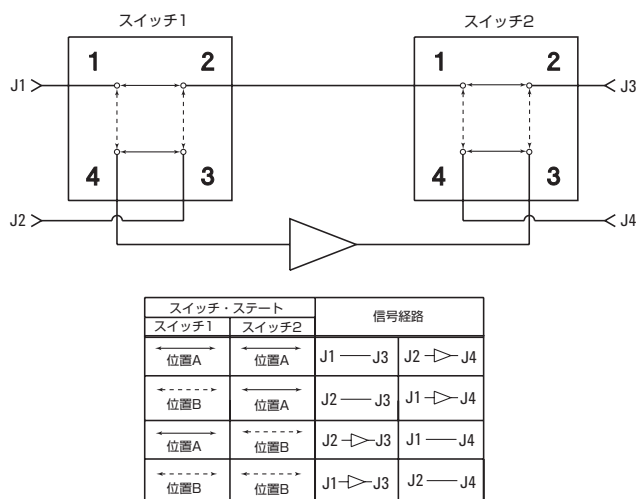 スイッチ1 スイッチ2
1 2 1 2
J1 J3
4 3 4 3
J2 J4
スイッチ・ステート 信号経路
スイッチ1 スイッチ2
位置A 位置A J1 J3 J2 J4
位置B 位置A J2 J3 J1 J4
位置A 位置B J2 J3 J1 J4
位置B 位置B J1 J3 J2 J4